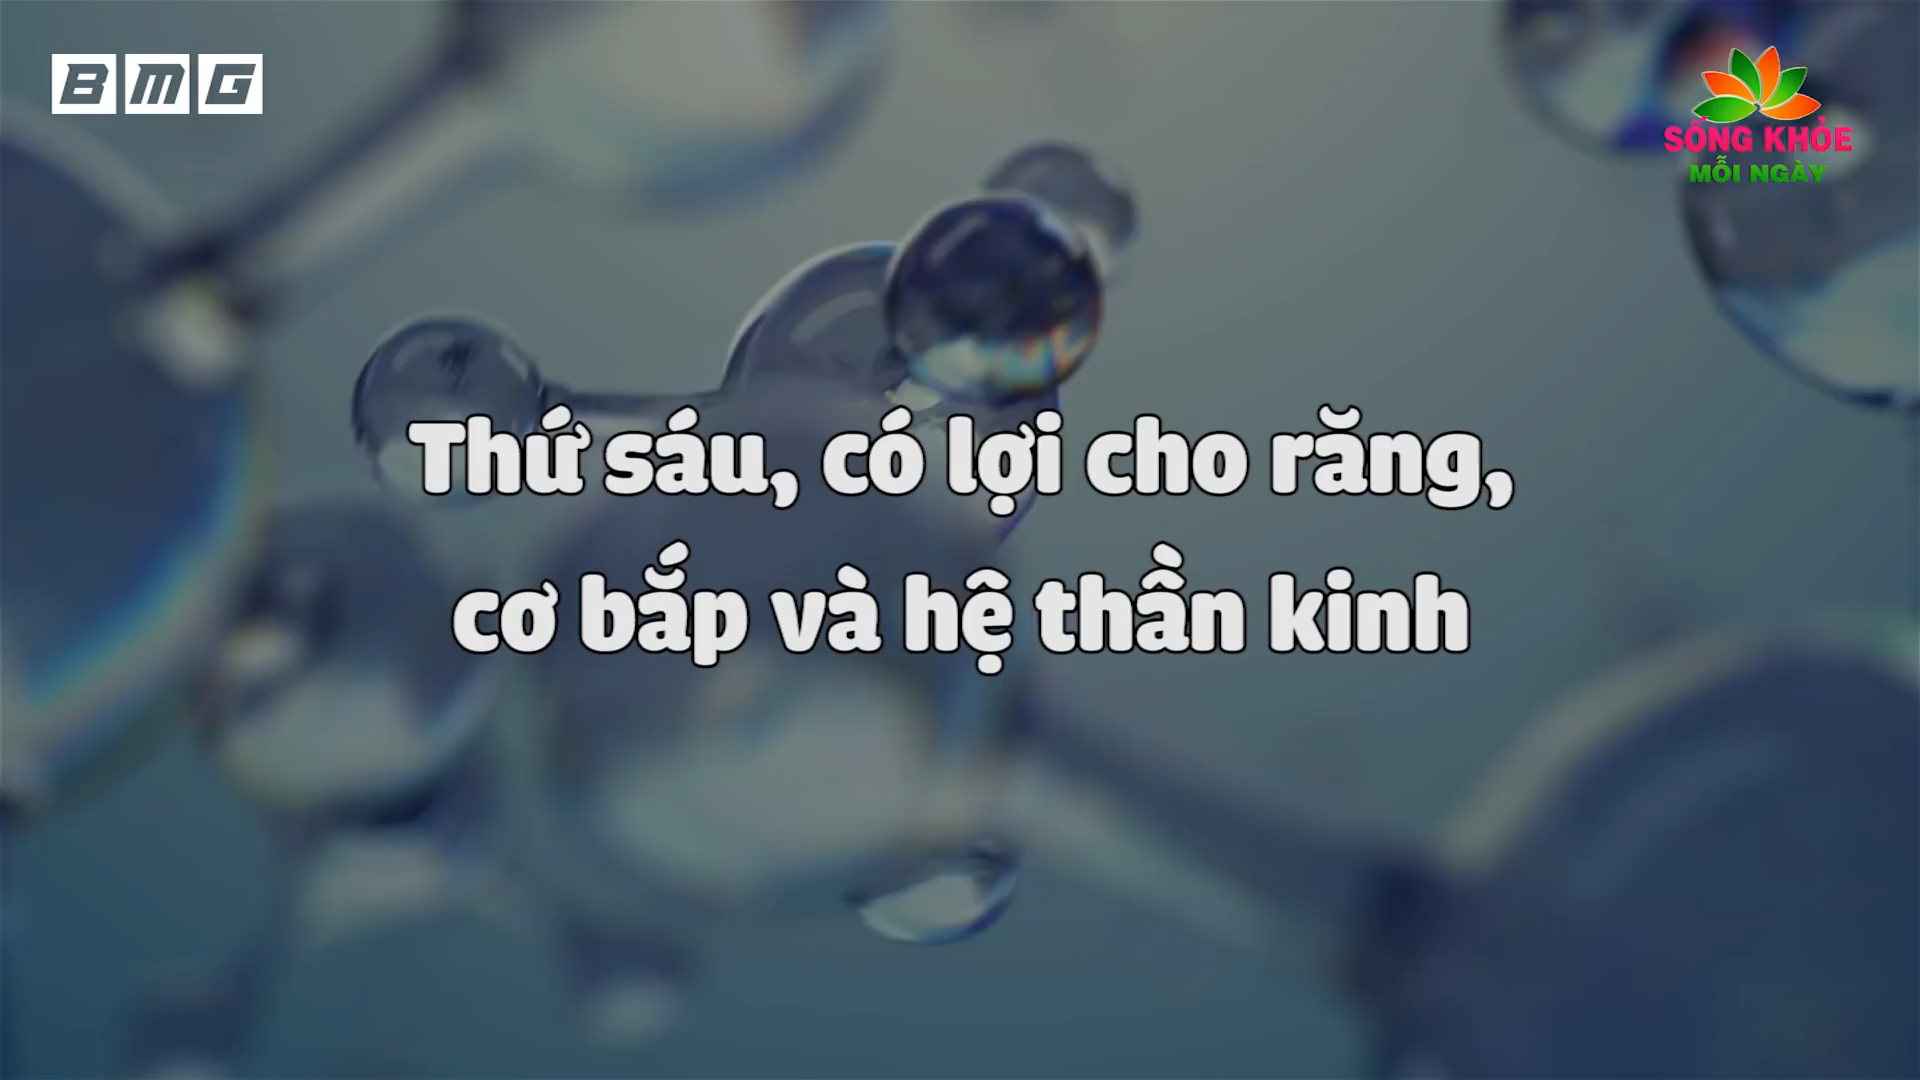 BMG
SỐNG KHỎE
MỖI NGÀY
Thứ sáu, có lợi cho răng,
cơ bắp và hệ thần kinh